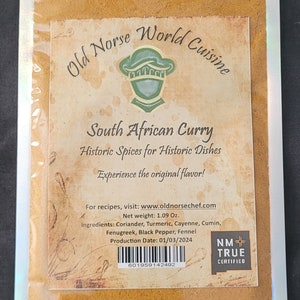 Old Norse World Cuisine
South African Curry
Historic Spices for Historic Dishes
Experience the original flavor!
For recipes, visit: www.oldnorsechef.com
Net weight: 1.09 Oz.
Ingredients: Coriander, Turmeric, Cayenne, Cumin,
Fenugreek, Black Pepper, Fennel
Production Date: 01/03/2024
601959142492
NM
TRUE
CERTIFIED